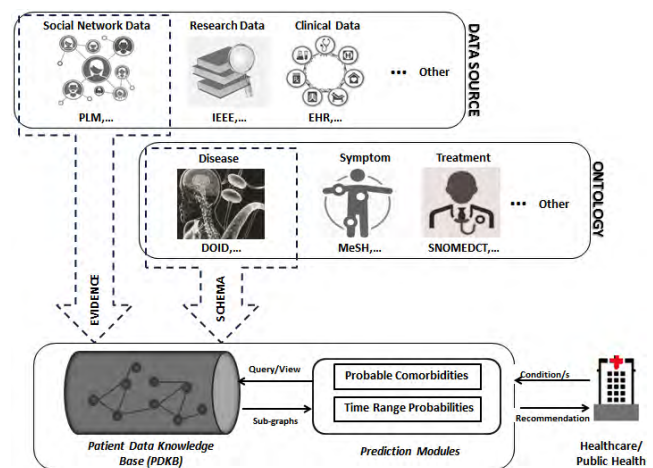 Social Network Data
Research Data
Clinical Data
PLM,...
IEEE,...
EHR,...
... Other
DATA SOURCE
Disease
Symptom
Treatment
DOID,...
MeSH,...
SNOMEDCT,...
... Other
ONTOLOGY
EVIDENCE
SCHEMA
Query/View
Sub-graphs
Probable Comorbidities
Time Range Probabilities
Condition/s
Recommendation
Patient Data Knowledge
Base (PDKB)
Prediction Modules
Healthcare/
Public Health